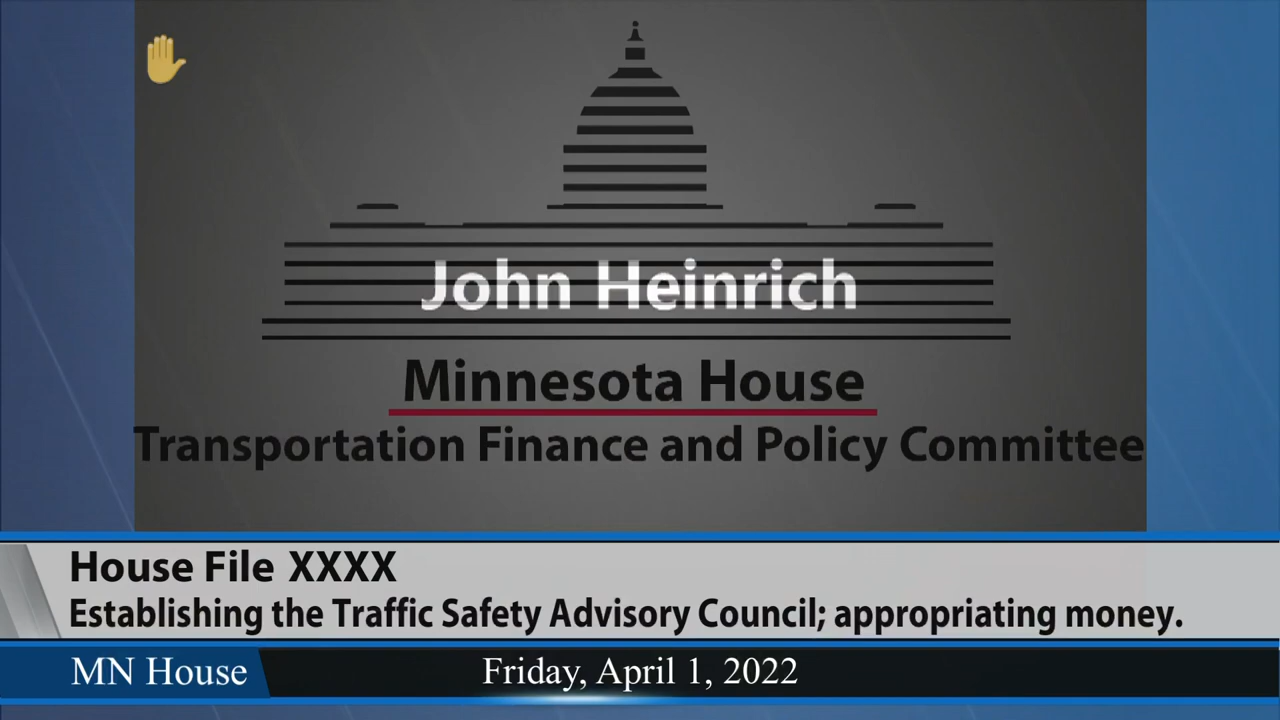 John Heinrich
Minnesota House
Transportation Finance and Policy Committee
House File XXXX
Establishing the Traffic Safety Advisory Council; appropriating money.
MN House
Friday, April 1, 2022